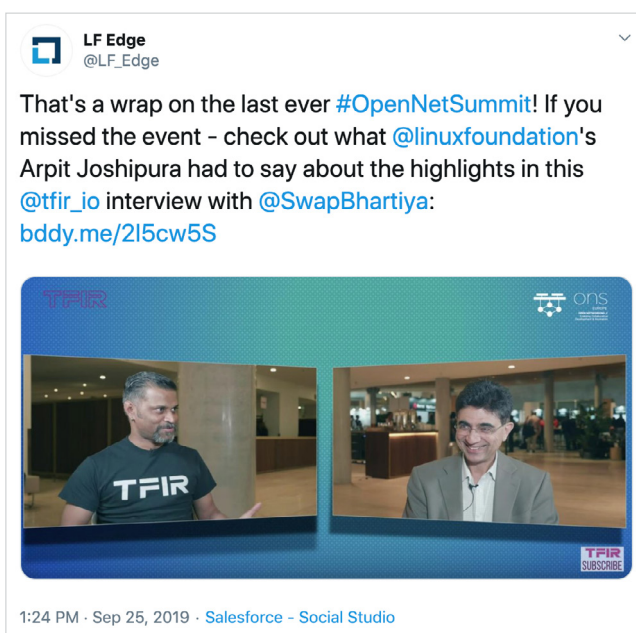 LF Edge
@LF_Edge
That's a wrap on the last ever #OpenNetSummit! If you
missed the event - check out what @linuxfoundation's
Arpit Joshipura had to say about the highlights in this
@tfir_io interview with @SwapBhartiya:
bddy.me/2l5cw5S
TFIR
ons
TFIR
TFIR
SUBSCRIBE
1:24 PM · Sep 25, 2019 · Salesforce - Social Studio